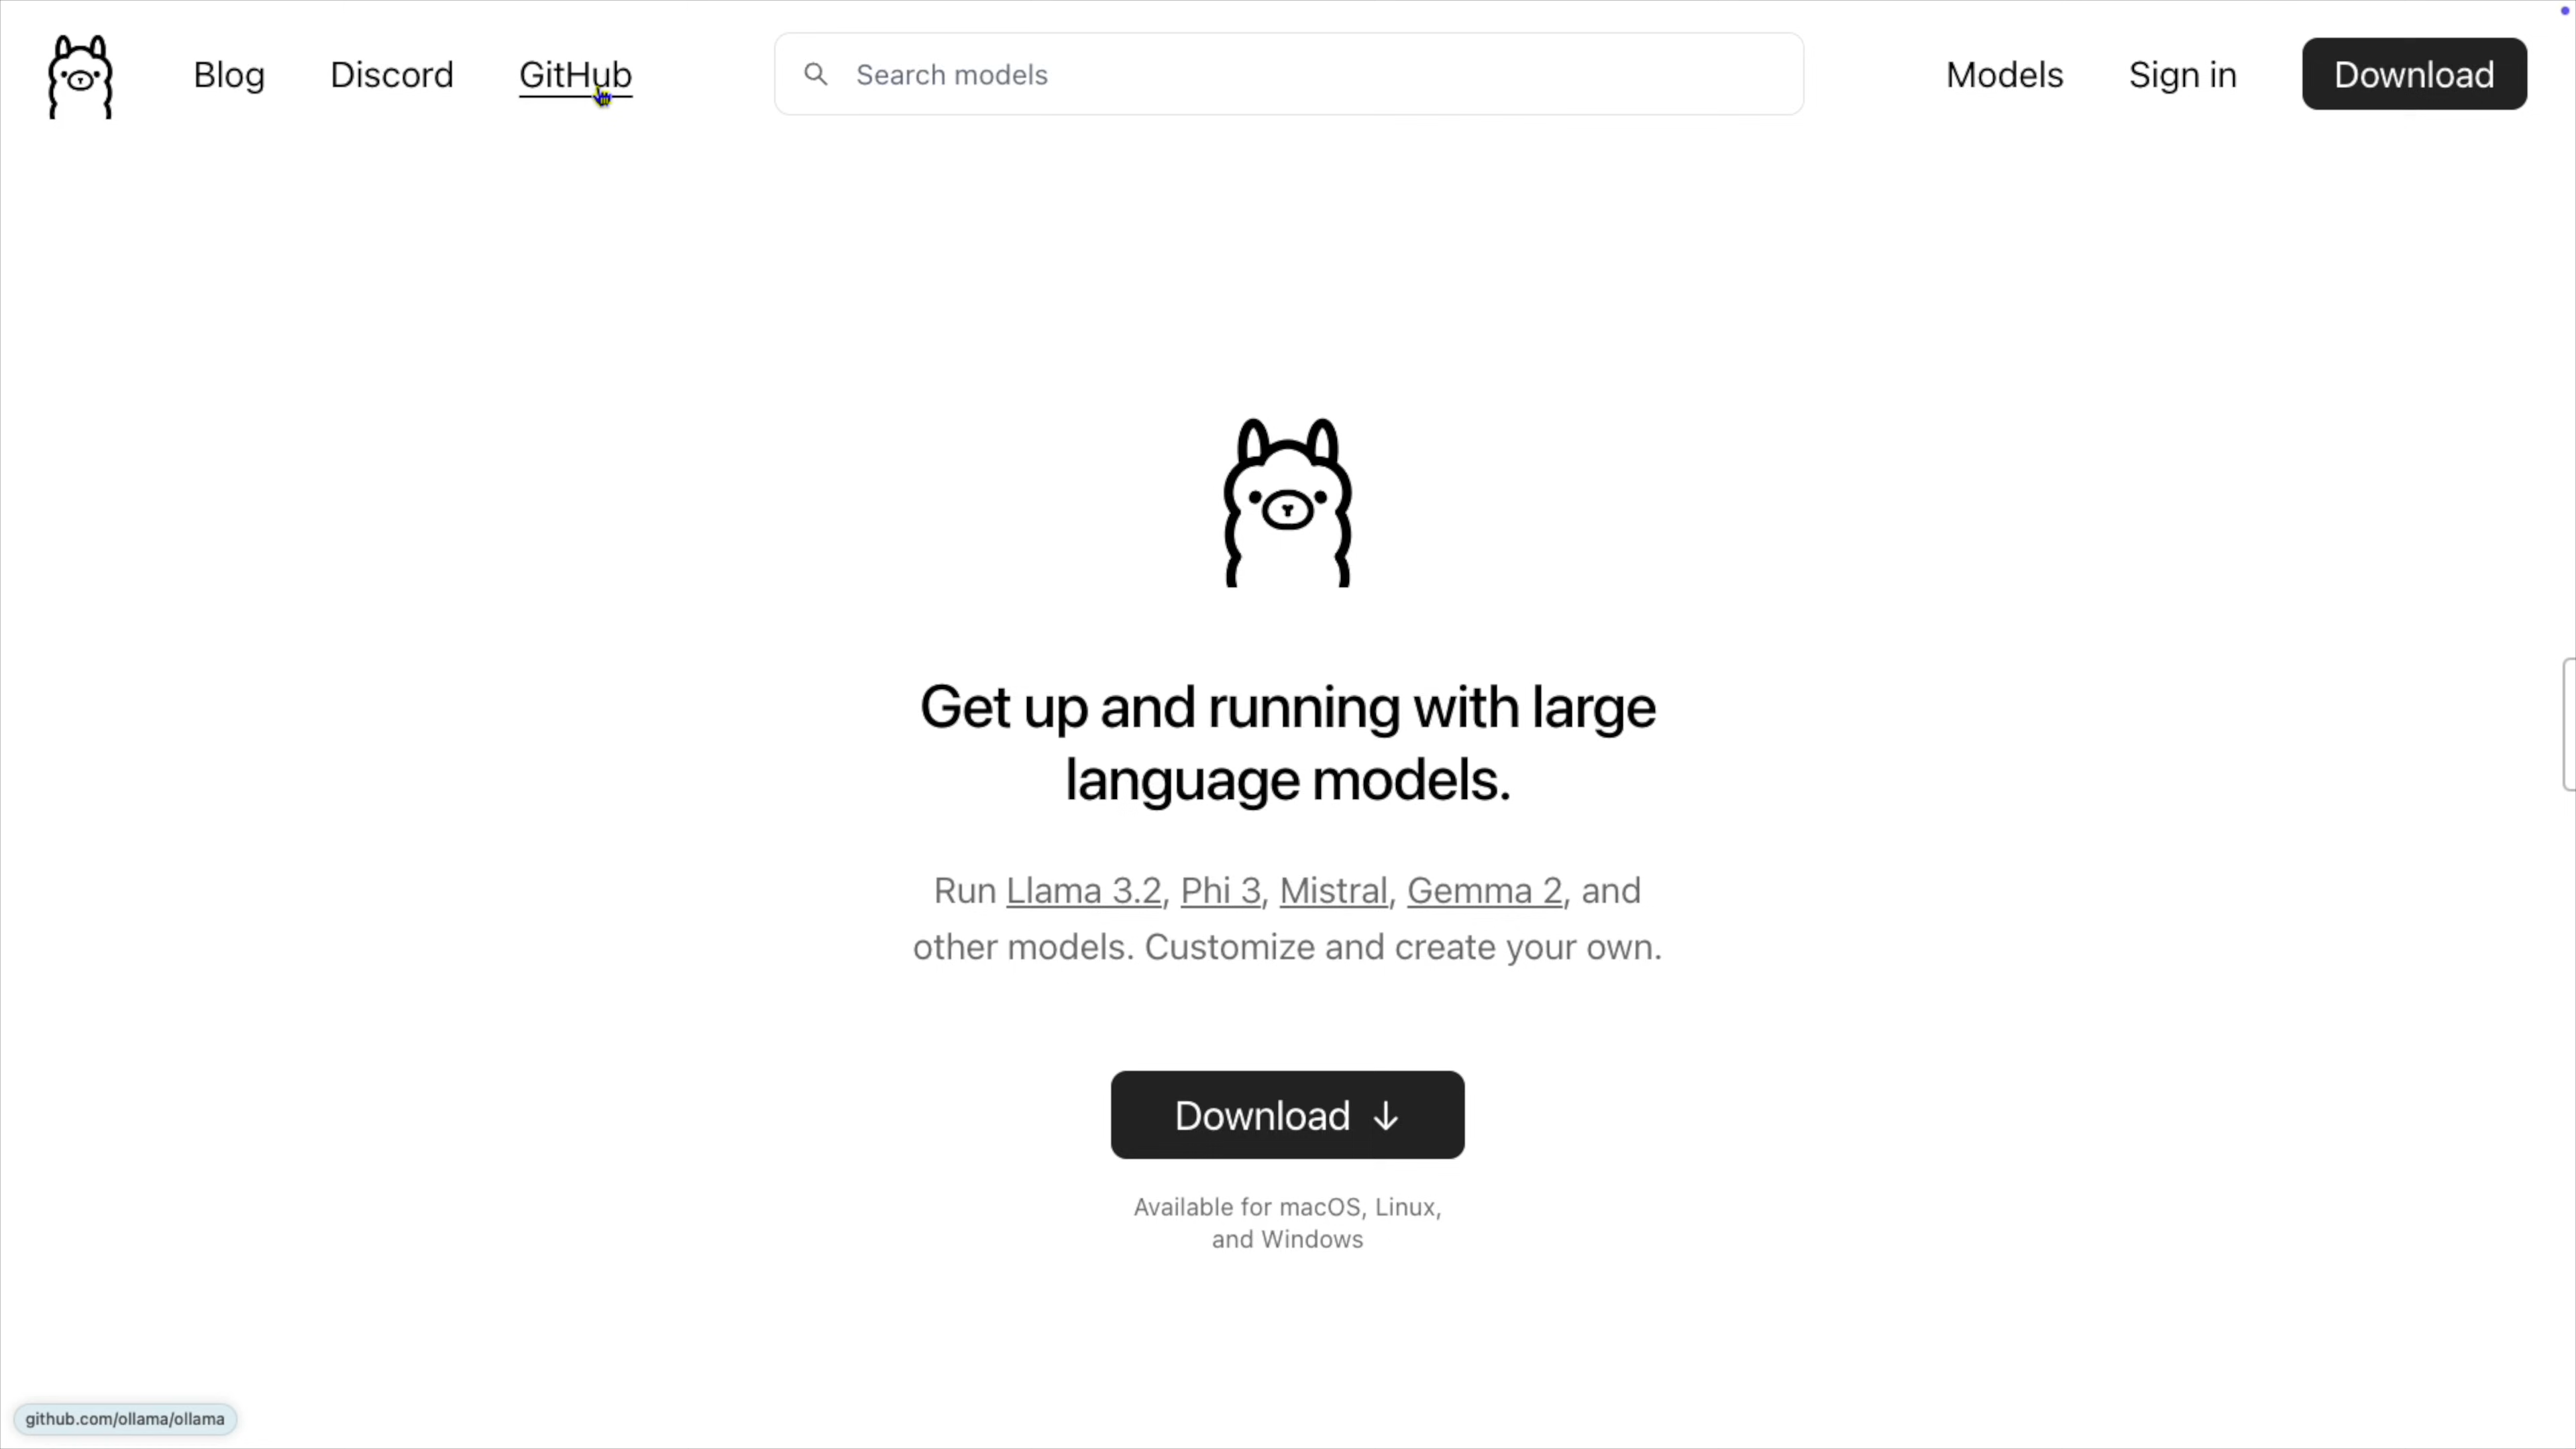 Blog Discord GitHub Search models Models Sign in Download
Get up and running with large
language models.
Run Llama 3.2, Phi 3, Mistral, Gemma 2, and
other models. Customize and create your own.
Download ↓
Available for macOS, Linux,
and Windows
github.com/ollama/ollama